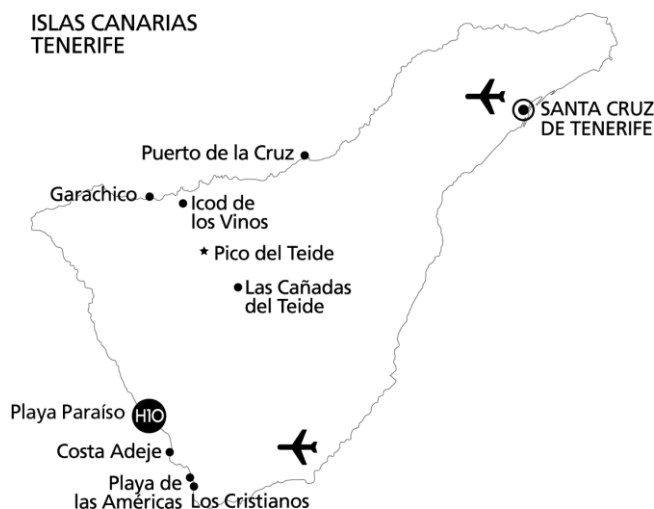 ISLAS CANARIAS
TENERIFE
SANTA CRUZ
DE TENERIFE
Puerto de la Cruz
Garachico
Icod de
los Vinos
Pico del Teide
Las Cañadas
del Teide
Playa Paraíso
H10
Costa Adeje
Playa de
las Américas
Los Cristianos